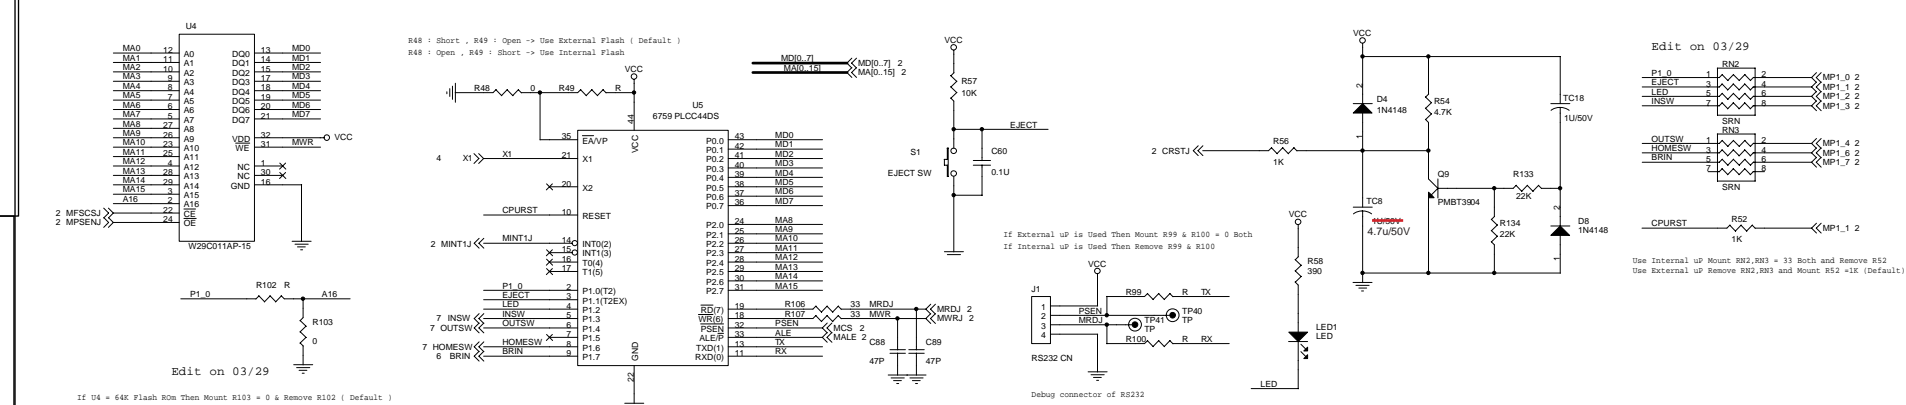 U4
MA0 12 A0 DQ0 13 MD0
MA1 11 A1 DQ1 14 MD1
MA2 10 A2 DQ2 15 MD2
MA3 9 A3 DQ3 17 MD3
MA4 8 A4 DQ4 18 MD4
MA5 7 A5 DQ5 19 MD5
MA6 6 A6 DQ6 20 MD6
MA7 5 A7 DQ7 21 MD7
MA8 27 A8
MA9 26 A9 VDD 32 VCC
MA10 23 A10 WE 31 MWR
MA11 25 A11
MA12 4 A12 NC 1
MA13 28 A13 NC 30
MA14 29 A14 GND 16
MA15 3 A15
A16 2 A16
2 MFSCSJ 22 CE
2 MPSENJ 24 OE
W29C011AP-15
P1_0 R102 R A16
R103
0
Edit on 03/29
If U4 = 64K Flash ROm Then Mount R103 = 0 & Remove R102 ( Default )
R48 : Short , R49 : Open -> Use External Flash ( Default )
R48 : Open , R49 : Short -> Use Internal Flash
VCC
R48 0 R49 R
U5
6759 PLCC44DS
44
VCC
35 EA/VP P0.0 43 MD0
P0.1 42 MD1
4 X1 X1 21 X1 P0.2 41 MD2
P0.3 40 MD3
P0.4 39 MD4
20 X2 P0.5 38 MD5
P0.6 37 MD6
P0.7 36 MD7
CPURST 10 RESET
P2.0 24 MA8
P2.1 25 MA9
2 MINT1J MINT1J 14 INT0(2) P2.2 26 MA10
15 INT1(3) P2.3 27 MA11
16 T0(4) P2.4 28 MA12
17 T1(5) P2.5 29 MA13
P2.6 30 MA14
P1_0 2 P1.0(T2) P2.7 31 MA15
EJECT 3 P1.1(T2EX)
LED 4 P1.2 RD(7) 19 R106 33 MRDJ MRDJ 2
7 INSW INSW 5 P1.3 WR(6) 18 R107 33 MWR MWRJ 2
7 OUTSW OUTSW 6 P1.4 PSEN 32 PSEN MCS 2
7 P1.5 ALE/P 33 ALE MALE 2
7 HOMESW HOMESW 8 P1.6 TXD(1) 13 TX
6 BRIN BRIN 9 P1.7 RXD(0) 11 RX
GND
22
C88
47P
C89
47P
MD[0..7] MD[0..7] 2
MA[0..15] MA[0..15] 2
VCC
R57
10K
EJECT
S1
EJECT SW
C60
0.1U
If External uP is Used Then Mount R99 & R100 = 0 Both
If Internal uP is Used Then Remove R99 & R100
VCC
J1
1
2 PSEN
3 MRDJ
4
R99 R TX
TP40
TP
TP41
TP
R100 R RX
RS232 CN
Debug connector of RS232
VCC
R58
390
LED1
LED
LED
VCC
2
D4
1N4148
1
R54
4.7K
TC18
1U/50V
2 CRSTJ R56
1K
Q9
PMBT3904
R133
22K
R134
22K
2
D8
1N4148
1
TC8
1U/50V
4.7u/50V
Edit on 03/29
RN2
P1_0 1 2 MP1_0 2
EJECT 3 4 MP1_1 2
LED 5 6 MP1_2 2
INSW 7 8 MP1_3 2
SRN
RN3
OUTSW 1 2 MP1_4 2
HOMESW 3 4 MP1_6 2
BRIN 5 6 MP1_7 2
7 8
SRN
CPURST R52 MP1_1 2
1K
Use Internal uP Mount RN2,RN3 = 33 Both and Remove R52
Use External uP Remove RN2,RN3 and Mount R52 =1K (Default)